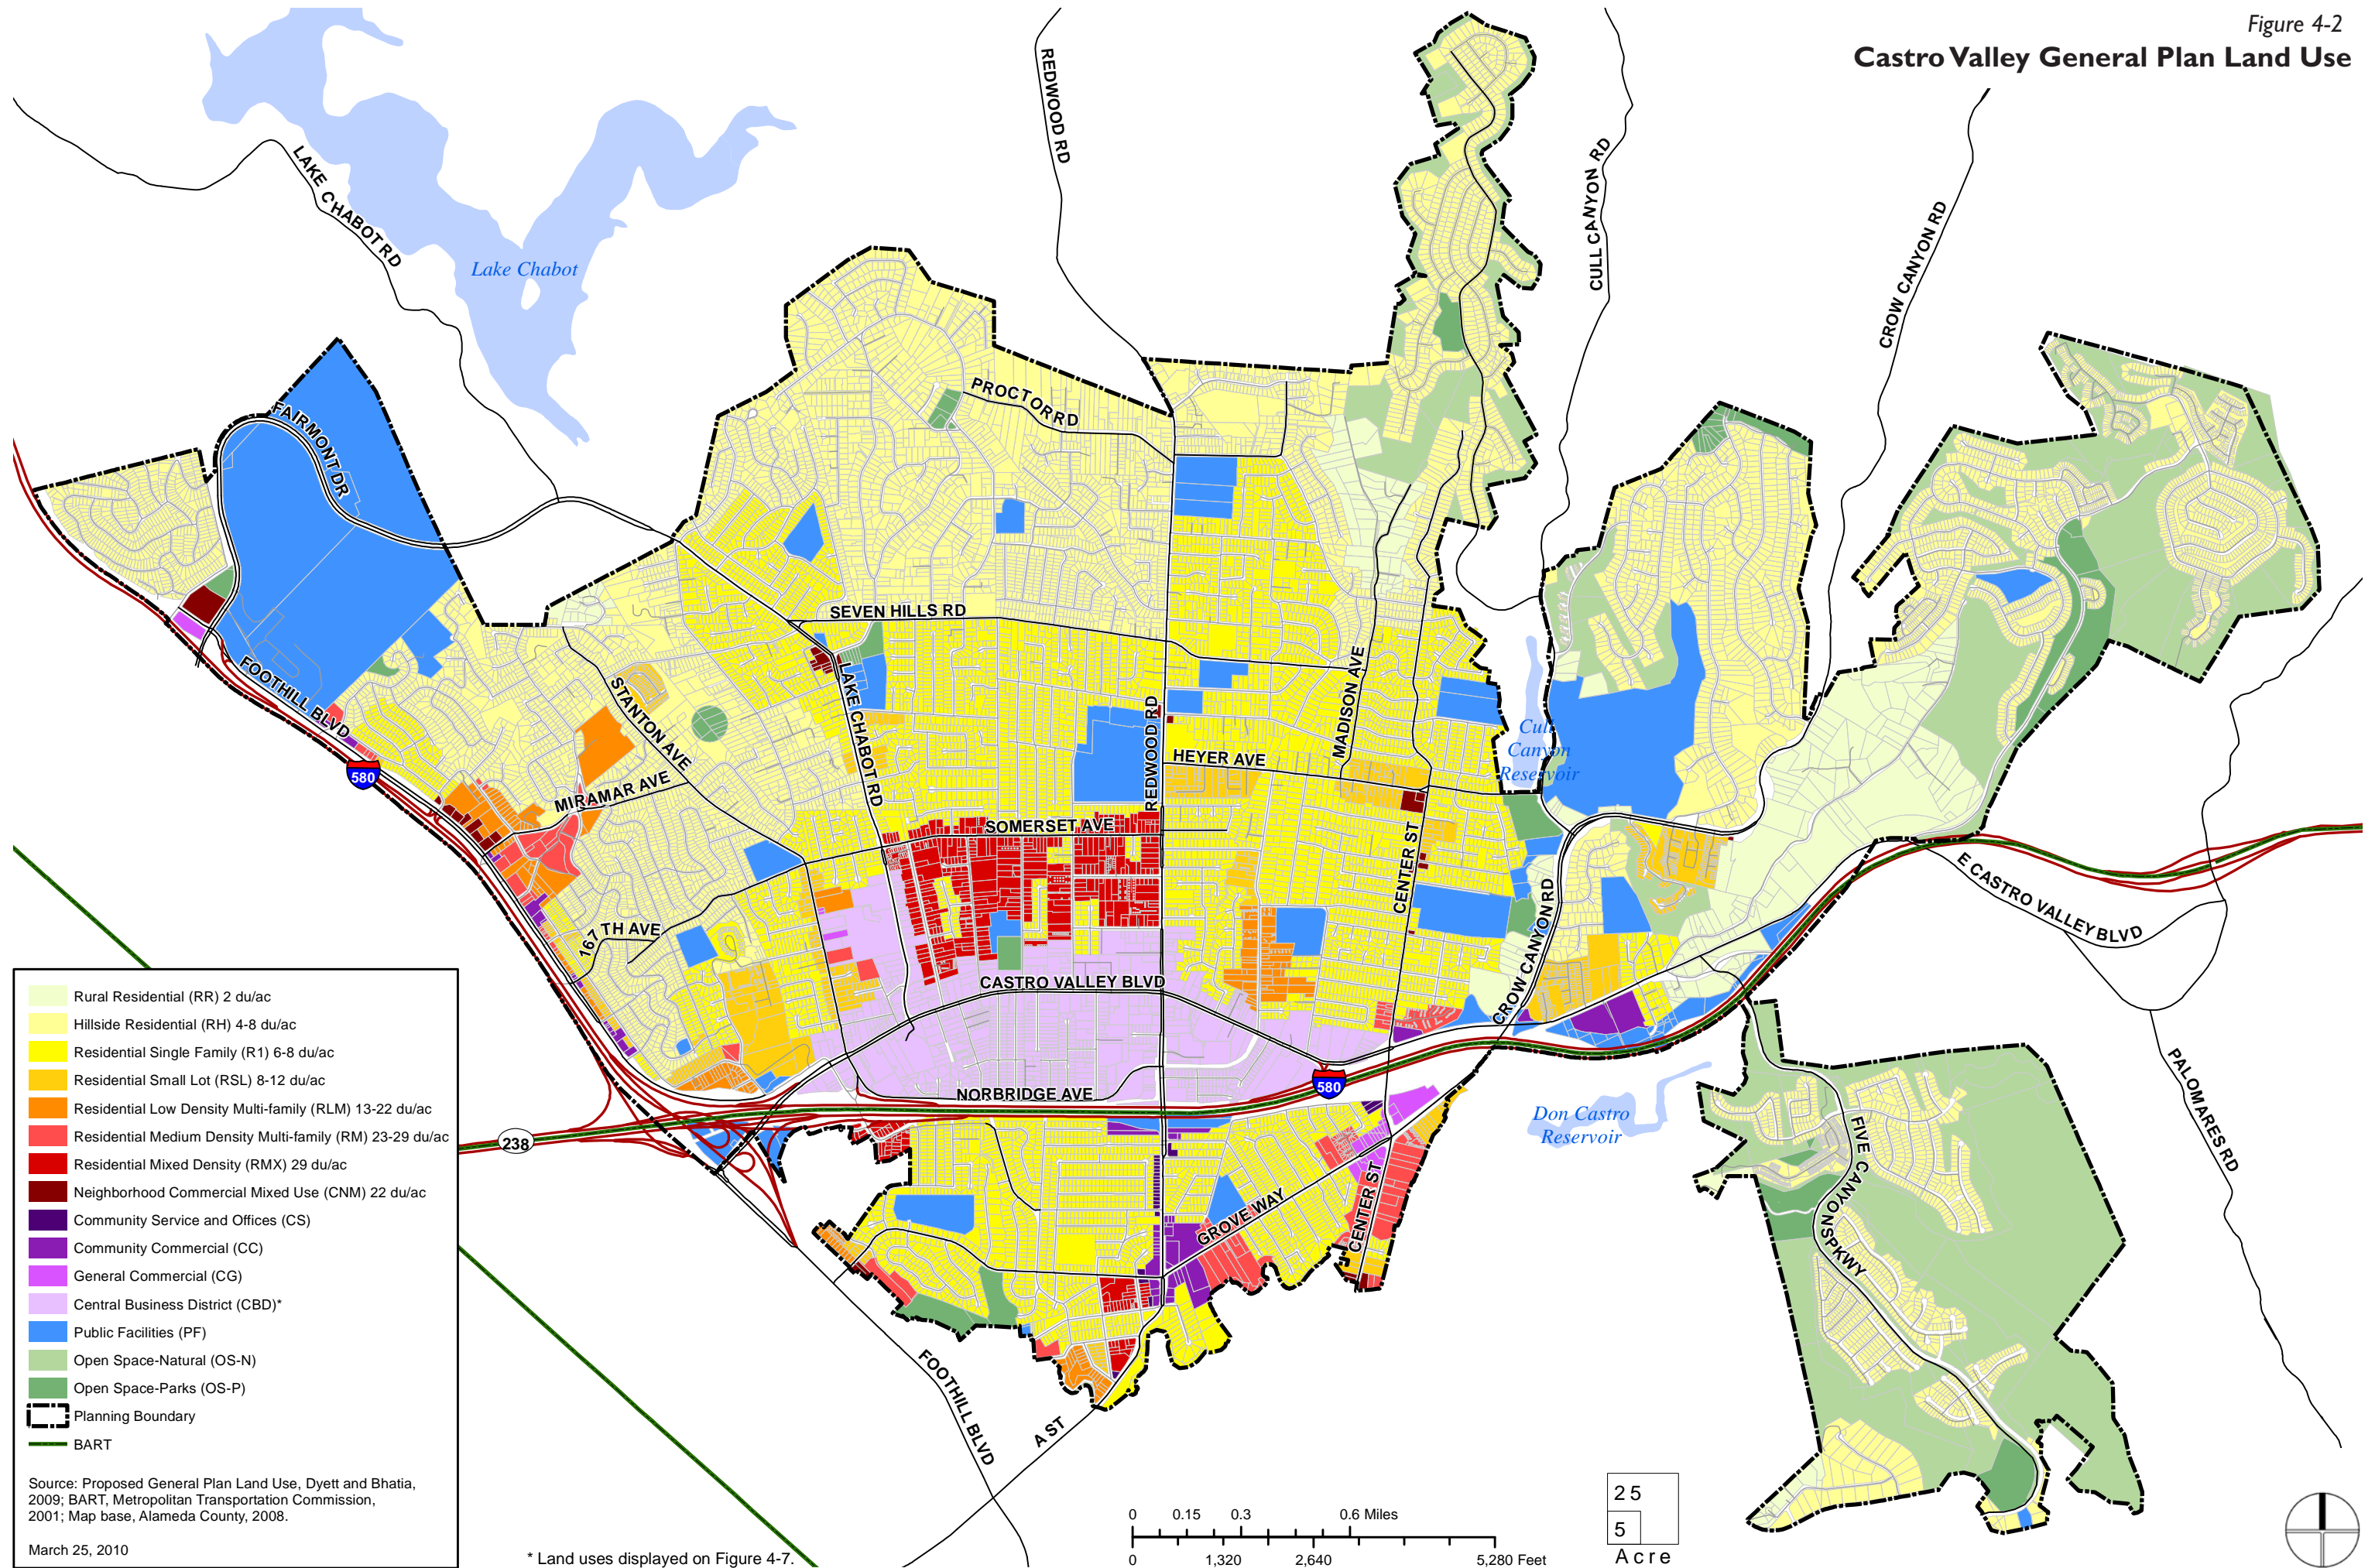 Figure 4-2
Castro Valley General Plan Land Use
REDWOOD RD
CULL CANYON RD
LAKE CHABOT RD
CROW CANYON RD
Lake Chabot
PROCTOR RD
FAIRMONT DR
SEVEN HILLS RD
FOOTHILL BLVD
STANTON AVE
LAKE CHABOT RD
REDWOOD RD
MADISON AVE
Cull
Canyon
Reservoir
HEYER AVE
580
MIRAMAR AVE
SOMERSET AVE
CENTER ST
E CASTRO VALLEY BLVD
CROW CANYON RD
167 TH AVE
CASTRO VALLEY BLVD
NORBRIDGE AVE
580
238
Don Castro
Reservoir
FIVE CANYONS PKWY
PALOMARES RD
GROVE WAY
CENTER ST
FOOTHILL BLVD
A ST
Rural Residential (RR) 2 du/ac
Hillside Residential (RH) 4-8 du/ac
Residential Single Family (R1) 6-8 du/ac
Residential Small Lot (RSL) 8-12 du/ac
Residential Low Density Multi-family (RLM) 13-22 du/ac
Residential Medium Density Multi-family (RM) 23-29 du/ac
Residential Mixed Density (RMX) 29 du/ac
Neighborhood Commercial Mixed Use (CNM) 22 du/ac
Community Service and Offices (CS)
Community Commercial (CC)
General Commercial (CG)
Central Business District (CBD)*
Public Facilities (PF)
Open Space-Natural (OS-N)
Open Space-Parks (OS-P)
Planning Boundary
BART
Source: Proposed General Plan Land Use, Dyett and Bhatia,
2009; BART, Metropolitan Transportation Commission,
2001; Map base, Alameda County, 2008.
March 25, 2010
* Land uses displayed on Figure 4-7.
0 0.15 0.3 0.6 Miles
0 1,320 2,640 5,280 Feet
25
5
Acre